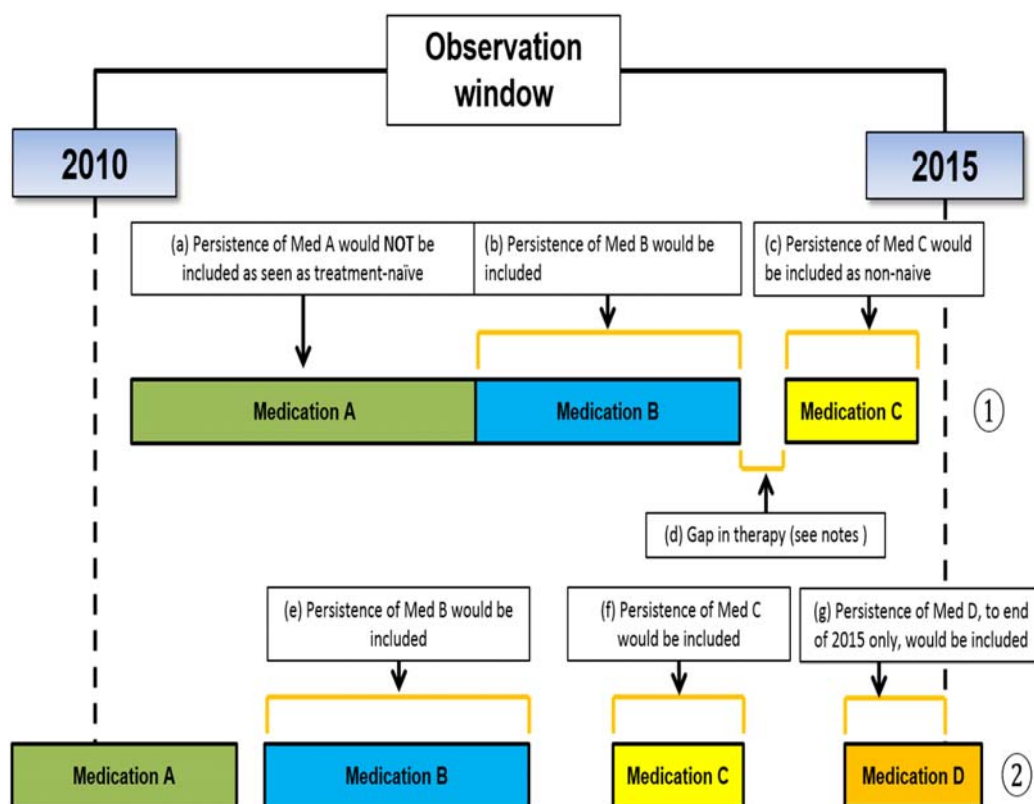 Observation
window
2010
2015
(a) Persistence of Med A would NOT be
included as seen as treatment-naïve
(b) Persistence of Med B would be
included
(c) Persistence of Med C would
be included as non-naive
Medication A
Medication B
Medication C
①
(d) Gap in therapy (see notes )
(e) Persistence of Med B would be
included
(f) Persistence of Med C
would be included
(g) Persistence of Med D, to end
of 2015 only, would be included
Medication A
Medication B
Medication C
Medication D
②